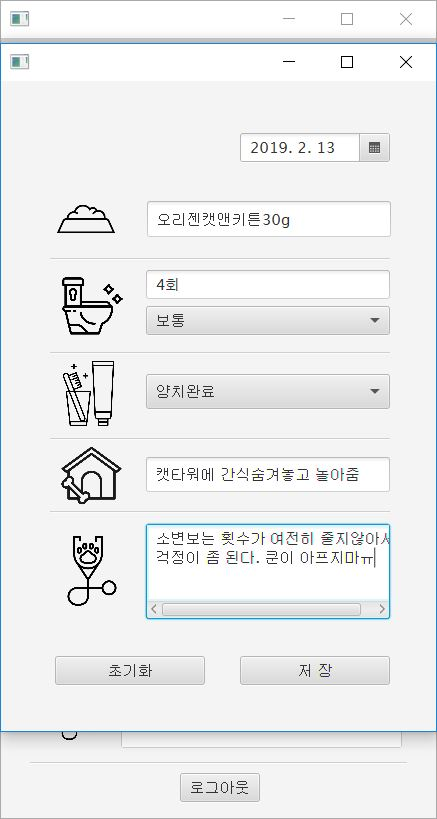 2019. 2. 13
오리젠캣앤키튼30g
4회
보통
양치완료
캣타워에 간식숨겨놓고 놀아줌
소변보는 횟수가 여전히 좋지않아서
걱정이 좀 된다. 쿤이 아프지마ㅠ
초기화
저 장
로그아웃